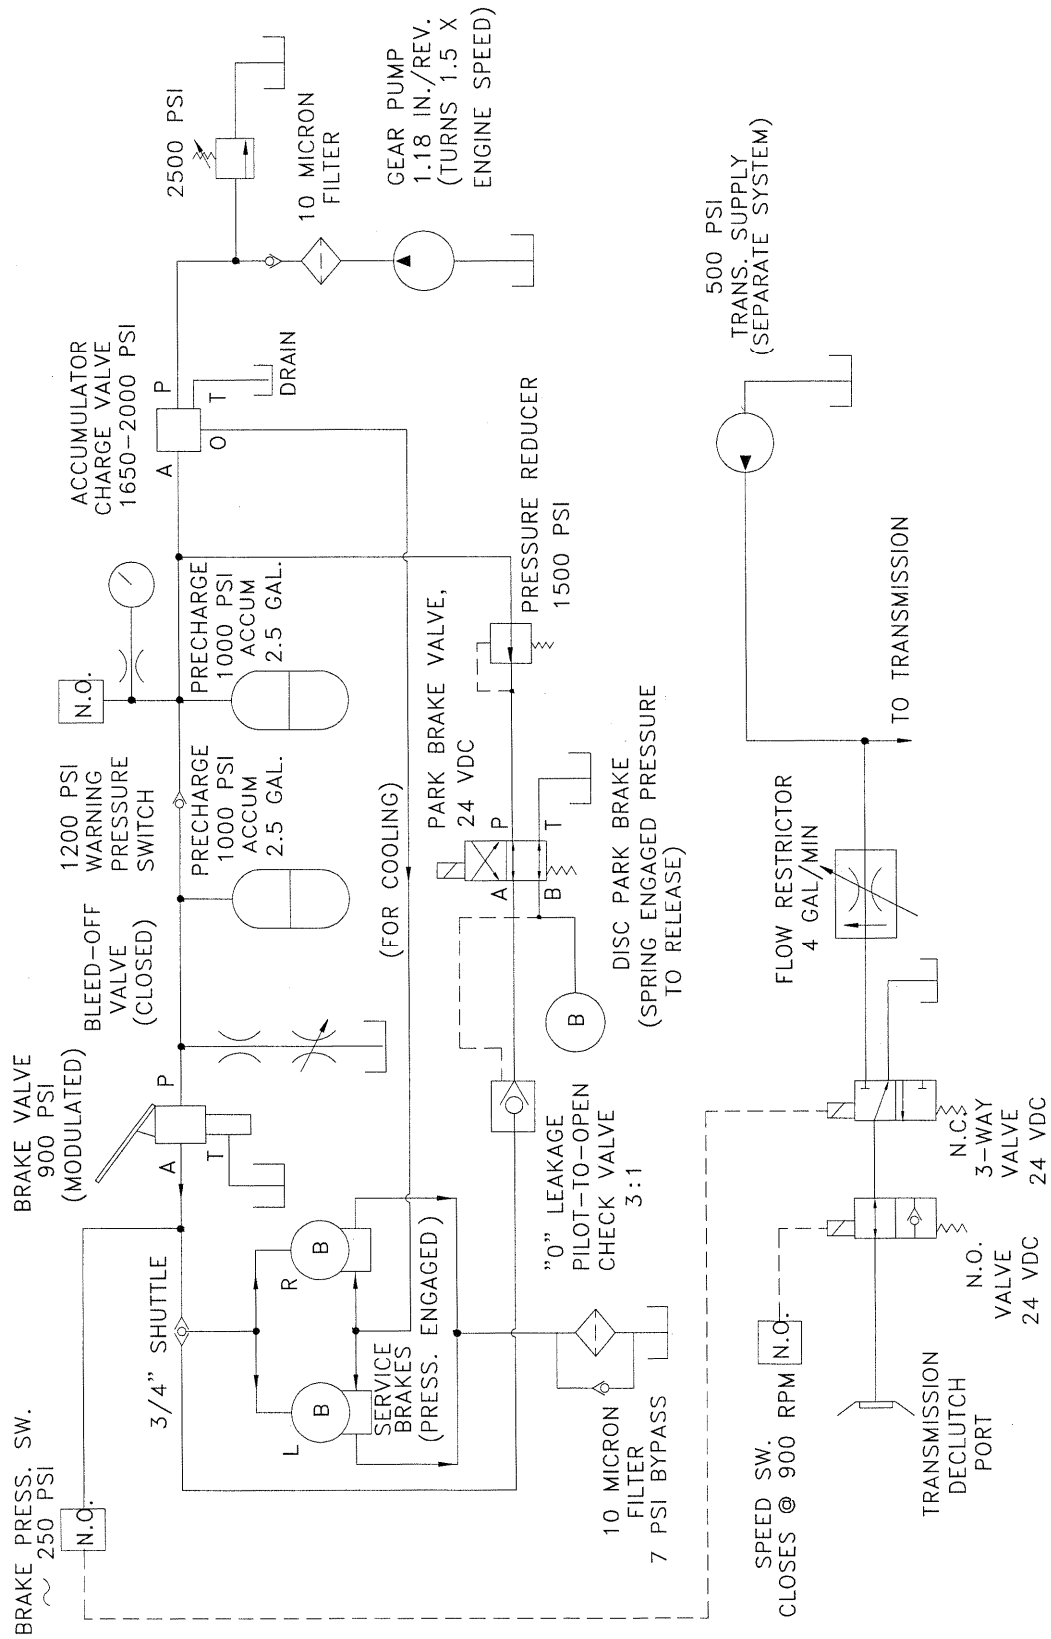 BRAKE PRESS. SW.
~ 250 PSI
N.O.
3/4" SHUTTLE
BRAKE VALVE
900 PSI
(MODULATED)
A
P
T
BLEED-OFF
VALVE
(CLOSED)
1200 PSI
WARNING
PRESSURE
SWITCH
N.O.
PRECHARGE
1000 PSI
ACCUM
2.5 GAL.
PRECHARGE
1000 PSI
ACCUM
2.5 GAL.
ACCUMULATOR
CHARGE VALVE
1650-2000 PSI
A
P
O
T
DRAIN
2500 PSI
10 MICRON
FILTER
GEAR PUMP
1.18 IN./REV.
(TURNS 1.5 X
ENGINE SPEED)
L
B
R
B
SERVICE
BRAKES
(PRESS. ENGAGED)
(FOR COOLING)
10 MICRON
FILTER
7 PSI BYPASS
"0" LEAKAGE
PILOT-TO-OPEN
CHECK VALVE
3:1
PARK BRAKE VALVE,
24 VDC
A
P
B
T
B
DISC PARK BRAKE
(SPRING ENGAGED PRESSURE
TO RELEASE)
PRESSURE REDUCER
1500 PSI
SPEED SW.
CLOSES @ 900 RPM
N.O.
TRANSMISSION
DECLUTCH
PORT
N.O.
VALVE
24 VDC
N.C.
3-WAY
VALVE
24 VDC
FLOW RESTRICTOR
4 GAL/MIN
TO TRANSMISSION
500 PSI
TRANS. SUPPLY
(SEPARATE SYSTEM)